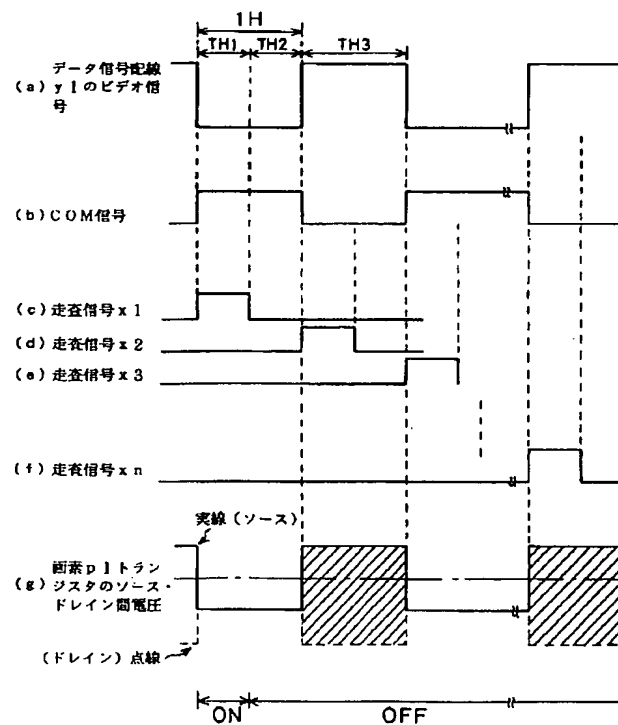 1H
TH1 TH2 TH3
データ信号配線
(a) y1のビデオ信
号
(b) COM信号
(c) 走査信号x1
(d) 走査信号x2
(e) 走査信号x3
(f) 走査信号xn
実線(ソース)
画素p1トラン
(g) ジスタのソース・
ドレイン間電圧
(ドレイン)点線
ON OFF